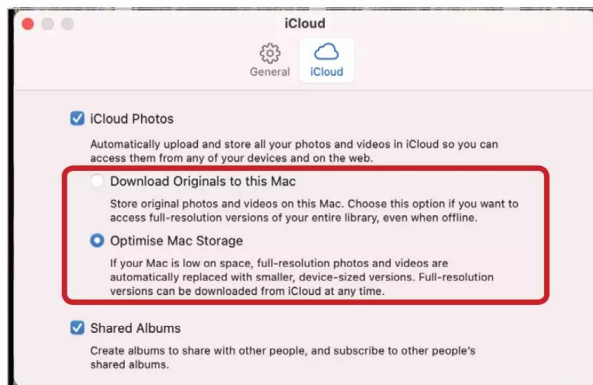 iCloud
General
iCloud
iCloud Photos
Automatically upload and store all your photos and videos in iCloud so you can
access them from any of your devices and on the web.
Download Originals to this Mac
Store original photos and videos on this Mac. Choose this option if you want to
access full-resolution versions of your entire library, even when offline.
Optimise Mac Storage
If your Mac is low on space, full-resolution photos and videos are
automatically replaced with smaller, device-sized versions. Full-resolution
versions can be downloaded from iCloud at any time.
Shared Albums
Create albums to share with other people, and subscribe to other people's
shared albums.